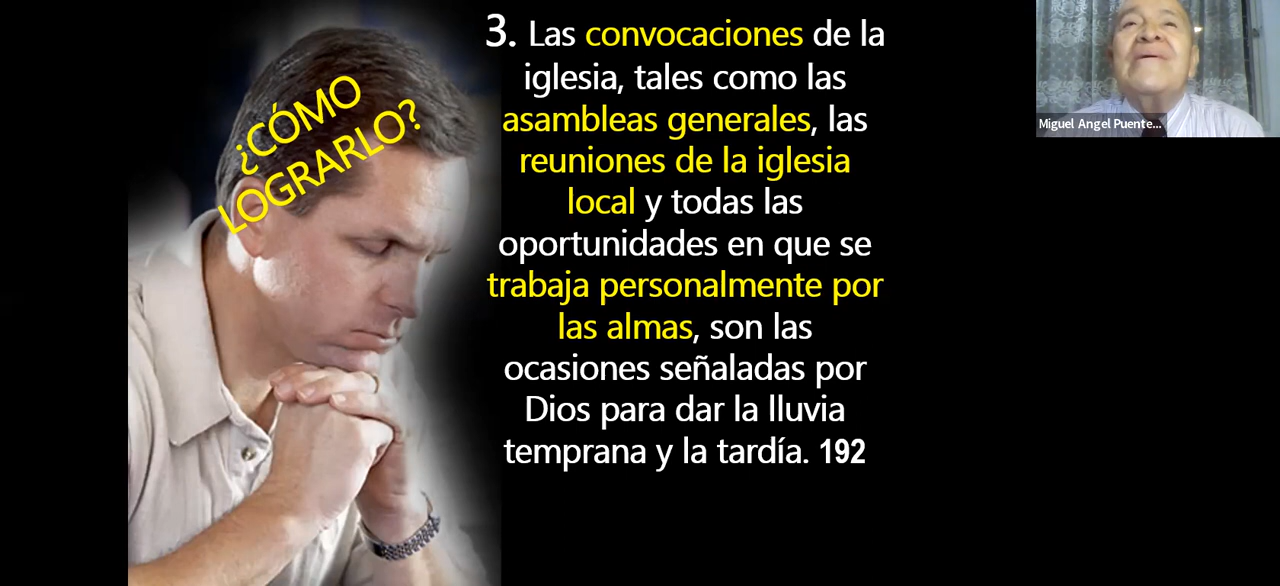 ¿CÓMO
LOGRARLO?
3. Las convocaciones de la
iglesia, tales como las
asambleas generales, las
reuniones de la iglesia
local y todas las
oportunidades en que se
trabaja personalmente por
las almas, son las
ocasiones señaladas por
Dios para dar la lluvia
temprana y la tardía. 192
Miguel Angel Puente...